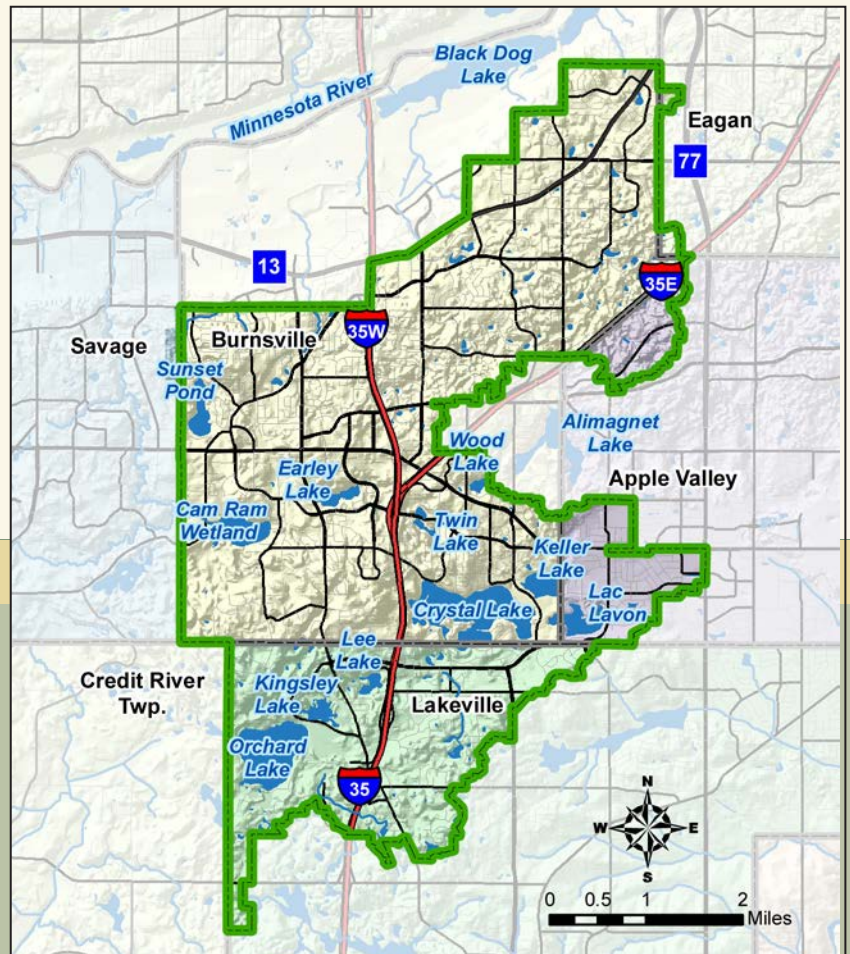 Black Dog
Lake
Minnesota River
Eagan
77
13
35E
35W
Savage
Burnsville
Sunset
Pond
Alimagnet
Lake
Wood
Lake
Apple Valley
Earley
Lake
Cam Ram
Wetland
Twin
Lake
Keller
Lake
Lac
Lavon
Crystal Lake
Lee
Lake
Credit River
Twp.
Kingsley
Lake
Lakeville
Orchard
Lake
35
N
W
E
S
0 0.5 1 2
Miles